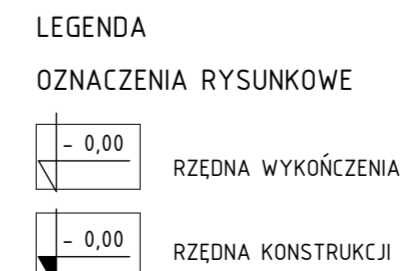 LEGENDA
OZNACZENIA RYSUNKOWE
- 0,00
RZĘDNA WYKOŃCZENIA
- 0,00
RZĘDNA KONSTRUKCJI